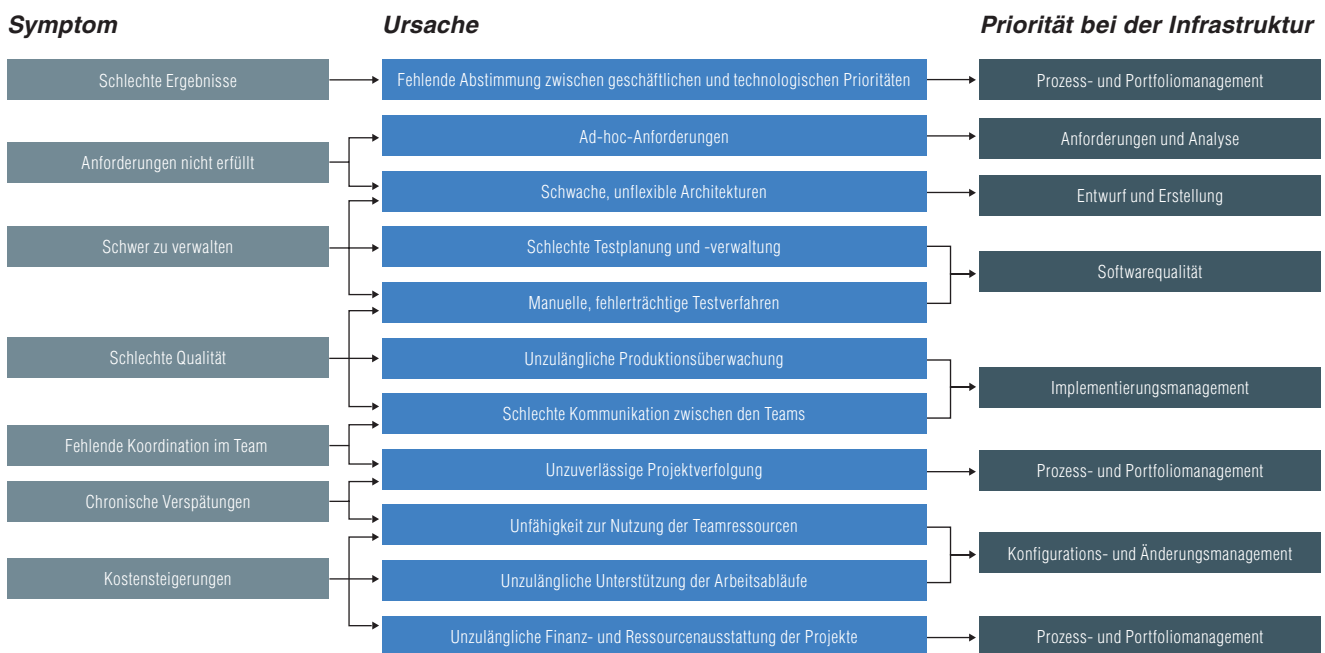 Symptom
Ursache
Priorität bei der Infrastruktur
Schlechte Ergebnisse
Fehlende Abstimmung zwischen geschäftlichen und technologischen Prioritäten
Prozess- und Portfoliomanagement
Anforderungen nicht erfüllt
Ad-hoc-Anforderungen
Anforderungen und Analyse
Schwache, unflexible Architekturen
Entwurf und Erstellung
Schwer zu verwalten
Schlechte Testplanung und -verwaltung
Softwarequalität
Manuelle, fehlerträchtige Testverfahren
Schlechte Qualität
Unzulängliche Produktionsüberwachung
Implementierungsmanagement
Schlechte Kommunikation zwischen den Teams
Fehlende Koordination im Team
Unzuverlässige Projektverfolgung
Prozess- und Portfoliomanagement
Chronische Verspätungen
Unfähigkeit zur Nutzung der Teamressourcen
Konfigurations- und Änderungsmanagement
Kostensteigerungen
Unzulängliche Unterstützung der Arbeitsabläufe
Unzulängliche Finanz- und Ressourcenausstattung der Projekte
Prozess- und Portfoliomanagement